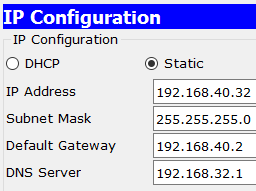 IP Configuration
IP Configuration
DHCP Static
IP Address 192.168.40.32
Subnet Mask 255.255.255.0
Default Gateway 192.168.40.2
DNS Server 192.168.32.1